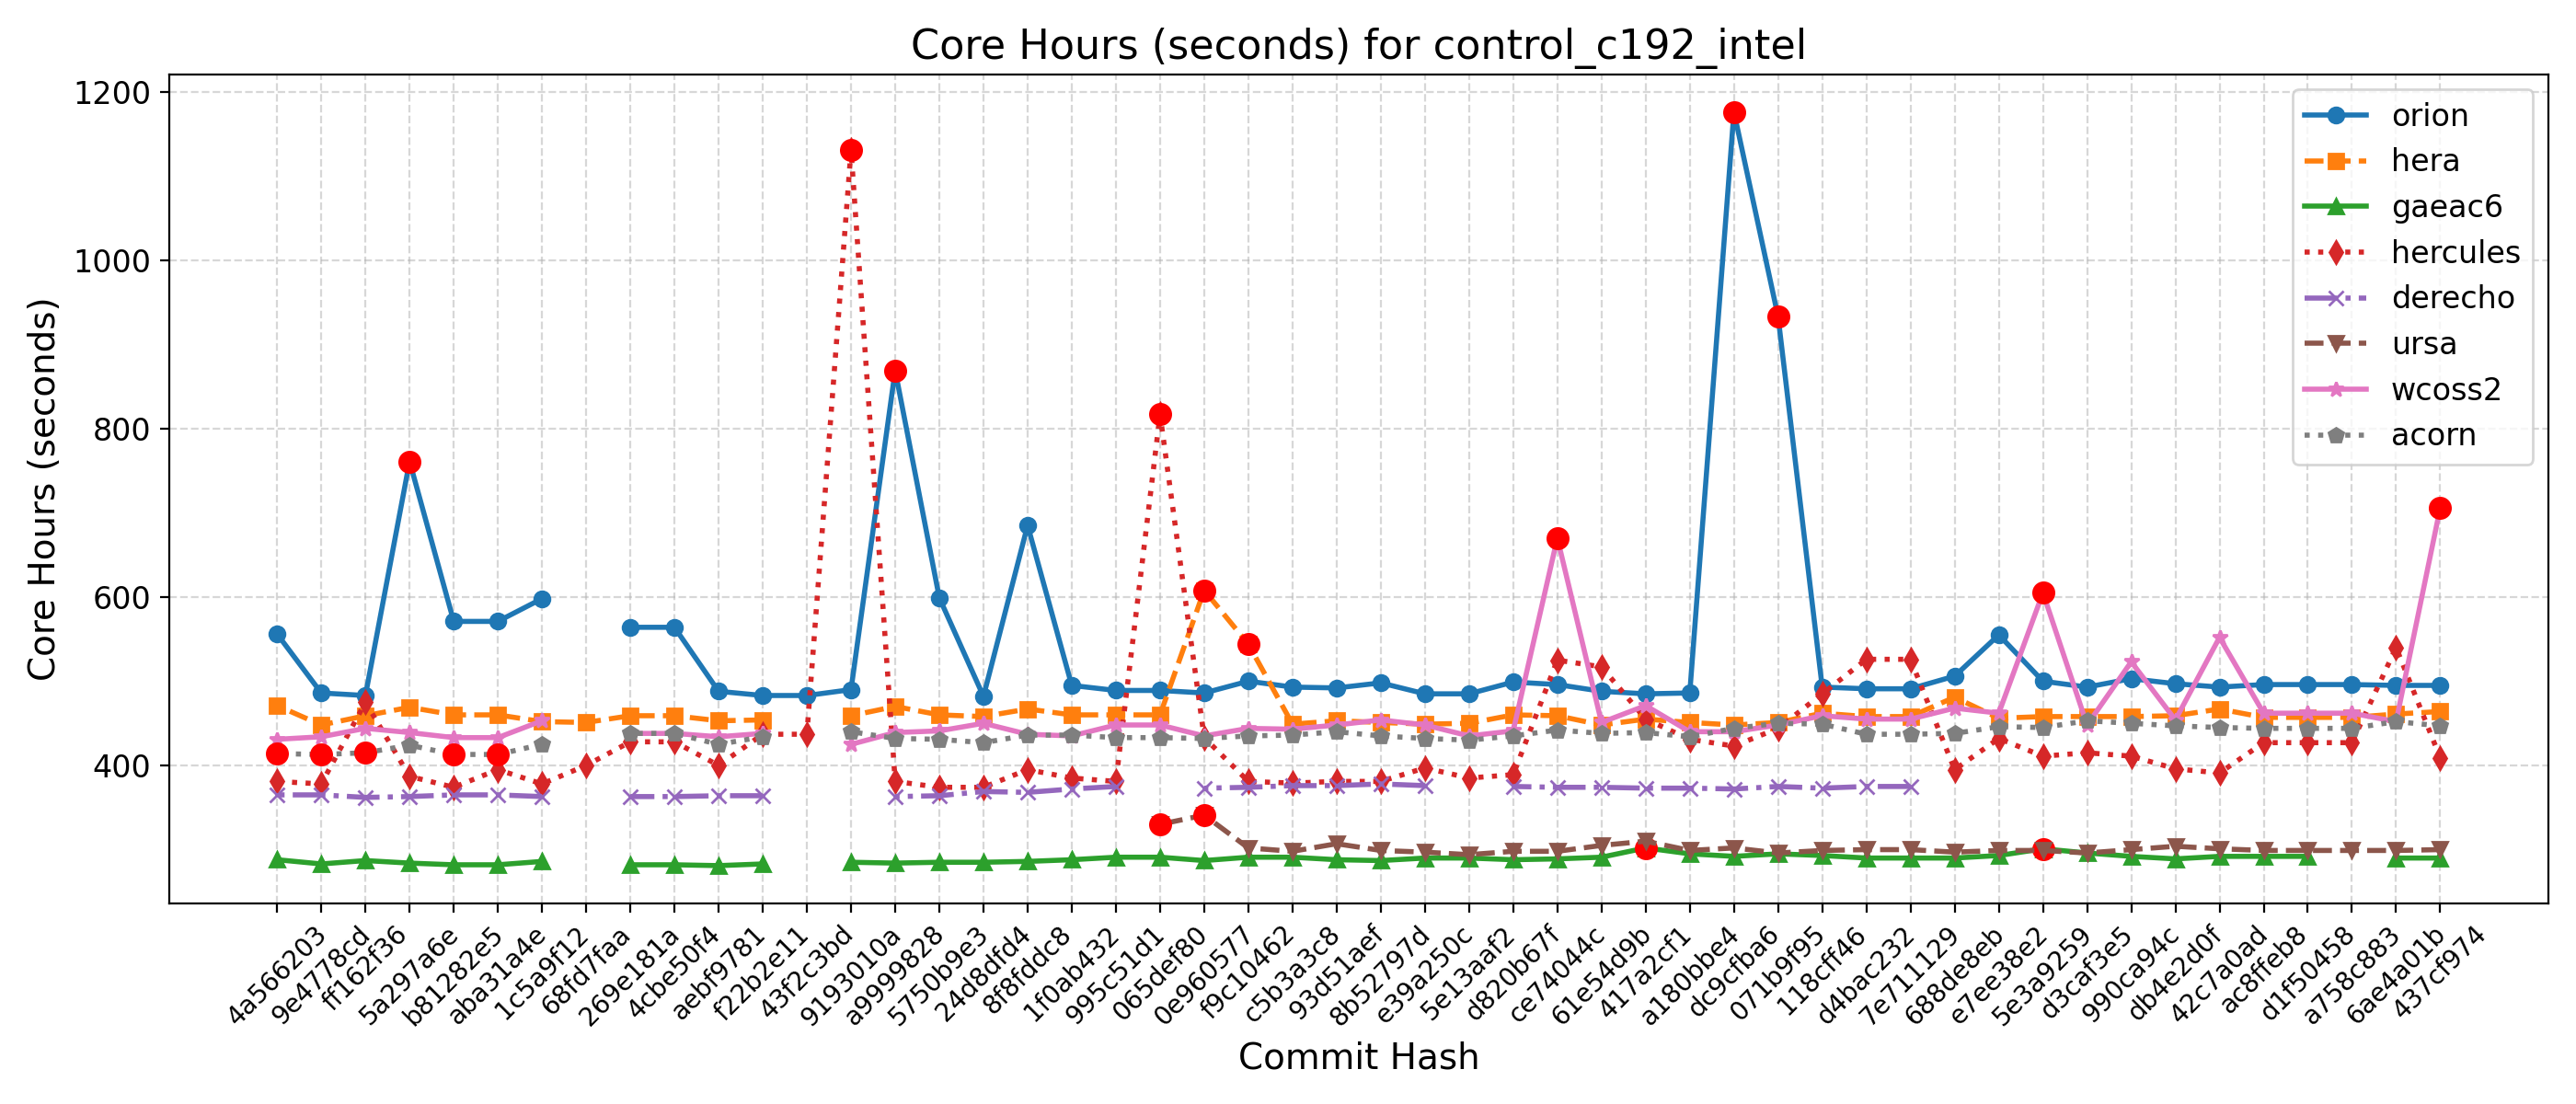 Core Hours (seconds) for control_c192_intel
Core Hours (seconds)
1200
1000
800
600
400
orion
hera
gaeac6
hercules
derecho
ursa
wcoss2
acorn
4a566203
9e4778cd
ff162f36
5a297a6e
b81282e5
aba31a4e
1c5a9f12
68fd7faa
269e181a
4cbe50f4
aebf9781
f22b2e11
43f2c3bd
9193010a
a9999828
5750b9e3
24d8dfd4
8f8fddc8
1f0ab432
995c51d1
065def80
0e960577
f9c10462
c5b3a3c8
93d51aef
8b52797d
e39a250c
5e13aaf2
d820b67f
ce74044c
61e54d9b
417a2cf1
a180bbe4
dc9cfba6
071b9f95
118cff46
d4bac232
7e711129
688de8eb
e7ee38e2
5e3a9259
d3caf3e5
990ca94c
db4e2d0f
42c7a0ad
ac8ffeb8
d1f50458
a758c883
6ae4a01b
437cf974
Commit Hash